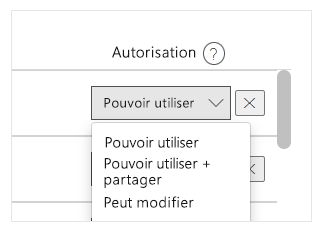 Autorisation ?
Pouvoir utiliser
Pouvoir utiliser
Pouvoir utiliser +
partager
Peut modifier